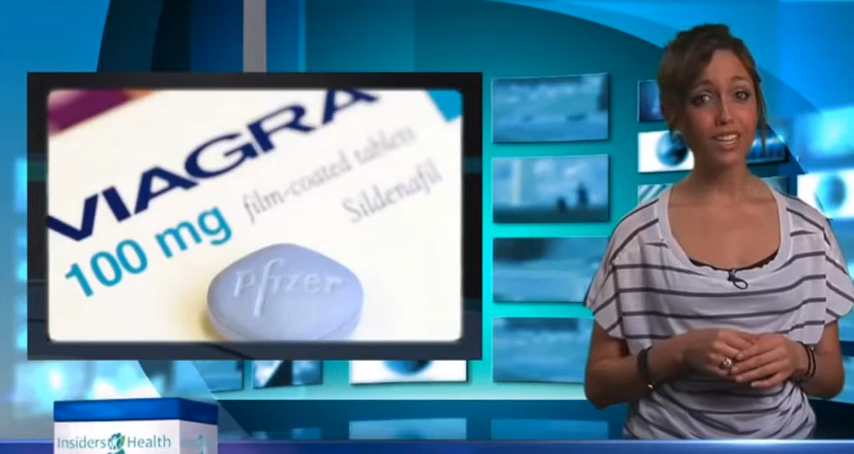 VIAGRA
100 mg
film-coated tablets
Sildenafil
Pfizer
Insiders Health